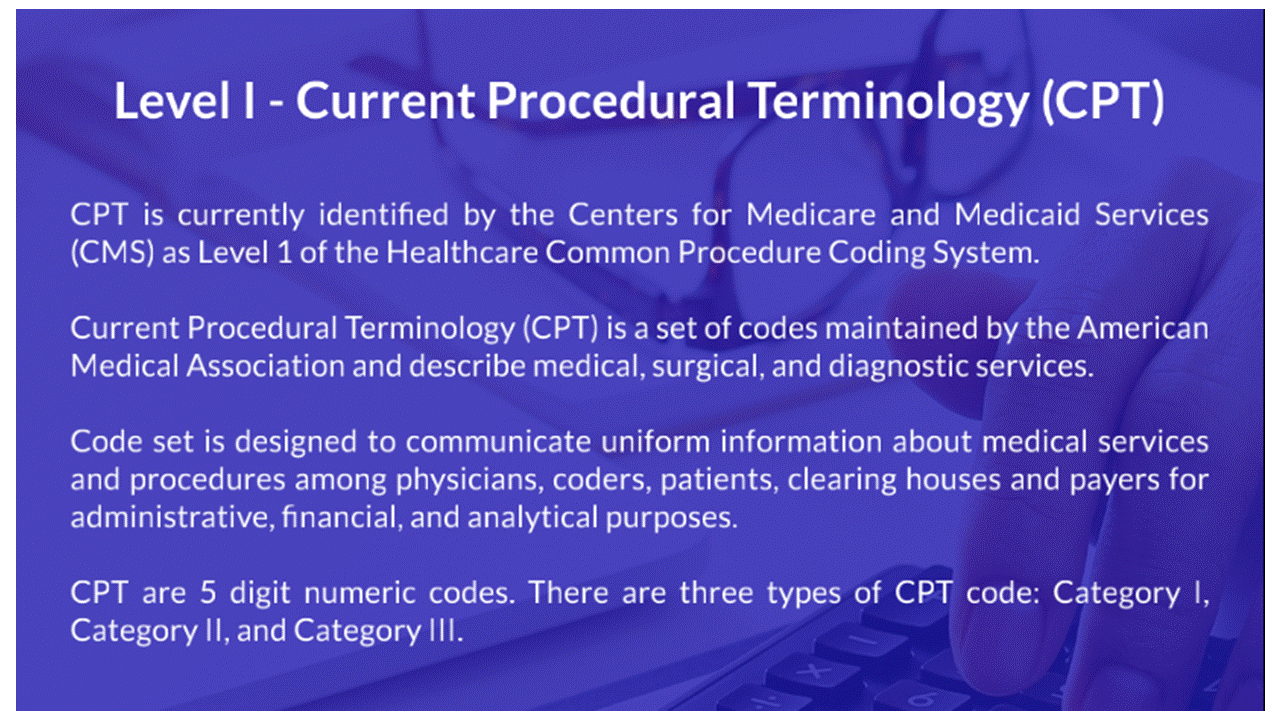 Level I - Current Procedural Terminology (CPT)
CPT is currently identified by the Centers for Medicare and Medicaid Services
(CMS) as Level 1 of the Healthcare Common Procedure Coding System.
Current Procedural Terminology (CPT) is a set of codes maintained by the American
Medical Association and describe medical, surgical, and diagnostic services.
Code set is designed to communicate uniform information about medical services
and procedures among physicians, coders, patients, clearing houses and payers for
administrative, financial, and analytical purposes.
CPT are 5 digit numeric codes. There are three types of CPT code: Category I,
Category II, and Category III.